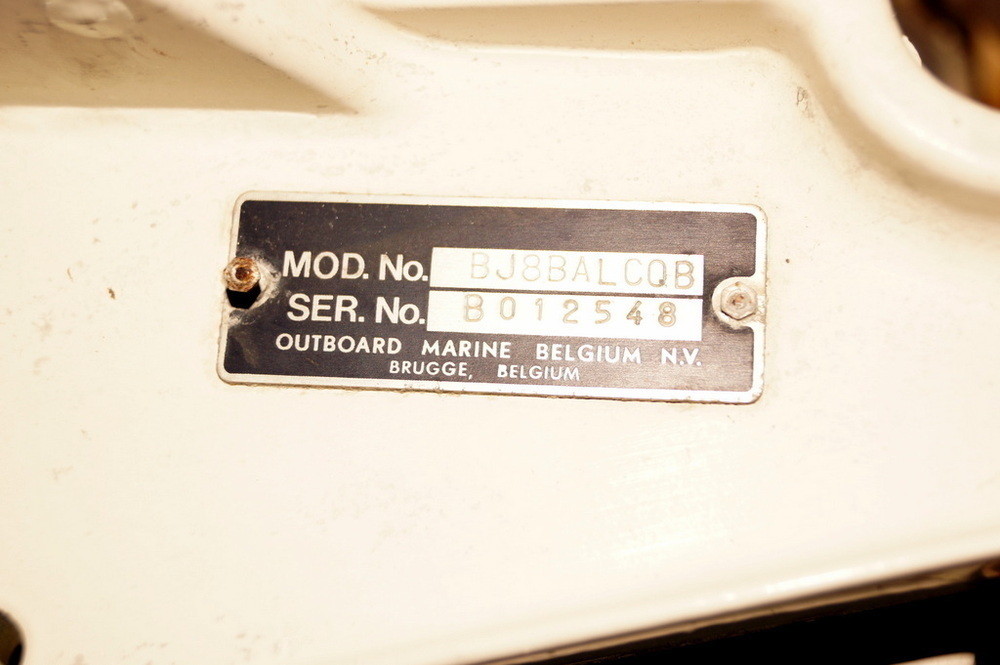 MOD. No. BJ8BALCQB
SER. No. B012548
OUTBOARD MARINE BELGIUM N.V.
BRUGGE, BELGIUM